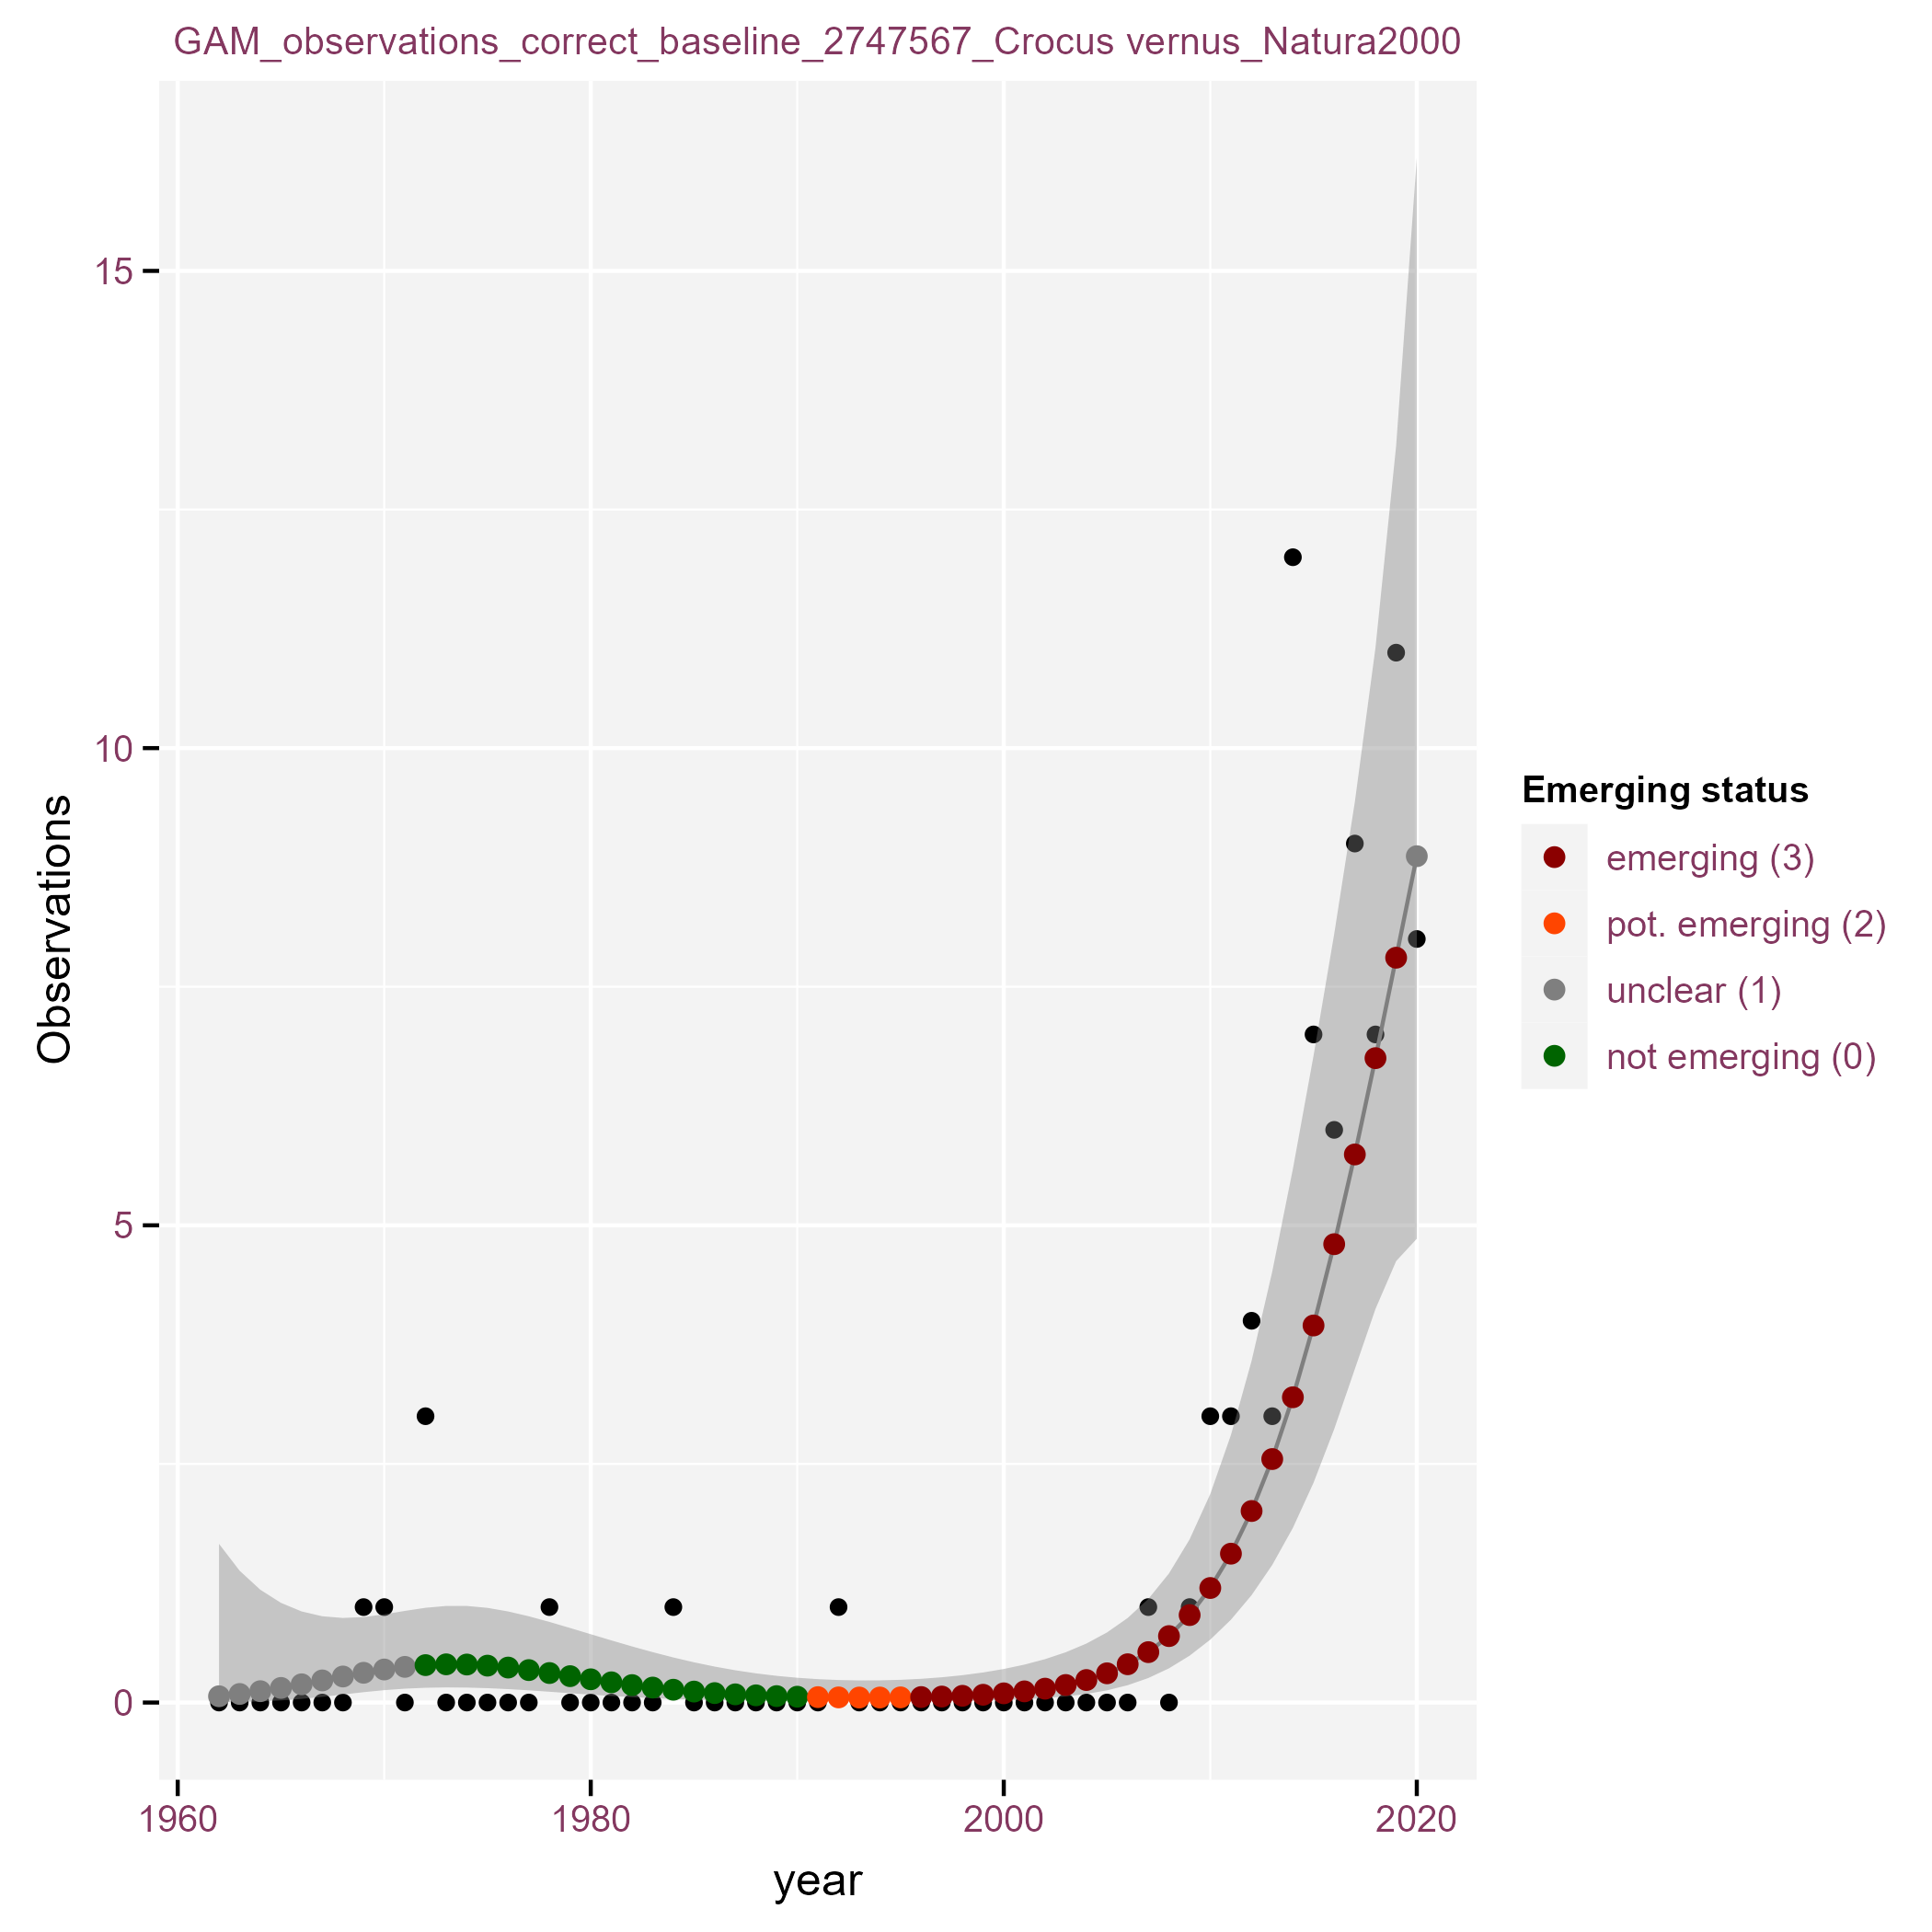 GAM_observations_correct_baseline_2747567_Crocus vernus_Natura2000
15
10
5
0
Observations
1960 1980 2000 2020
year
Emerging status
emerging (3)
pot. emerging (2)
unclear (1)
not emerging (0)